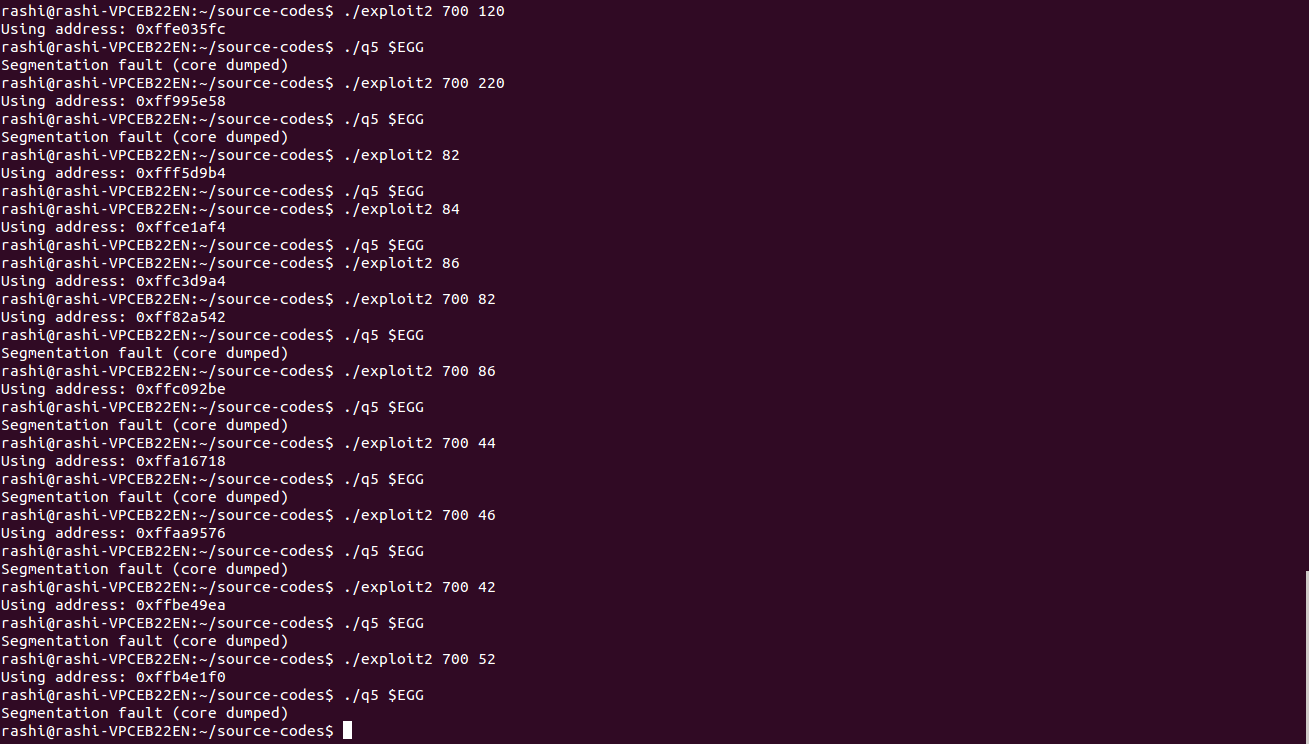 rashi@rashi-VPCEB22EN:~/source-codes$ ./exploit2 700 120
Using address: 0xffe035fc
rashi@rashi-VPCEB22EN:~/source-codes$ ./q5 $EGG
Segmentation fault (core dumped)
rashi@rashi-VPCEB22EN:~/source-codes$ ./exploit2 700 220
Using address: 0xff995e58
rashi@rashi-VPCEB22EN:~/source-codes$ ./q5 $EGG
Segmentation fault (core dumped)
rashi@rashi-VPCEB22EN:~/source-codes$ ./exploit2 82
Using address: 0xfff5d9b4
rashi@rashi-VPCEB22EN:~/source-codes$ ./q5 $EGG
rashi@rashi-VPCEB22EN:~/source-codes$ ./exploit2 84
Using address: 0xffce1af4
rashi@rashi-VPCEB22EN:~/source-codes$ ./q5 $EGG
rashi@rashi-VPCEB22EN:~/source-codes$ ./exploit2 86
Using address: 0xffc3d9a4
rashi@rashi-VPCEB22EN:~/source-codes$ ./exploit2 700 82
Using address: 0xff82a542
rashi@rashi-VPCEB22EN:~/source-codes$ ./q5 $EGG
Segmentation fault (core dumped)
rashi@rashi-VPCEB22EN:~/source-codes$ ./exploit2 700 86
Using address: 0xffc092be
rashi@rashi-VPCEB22EN:~/source-codes$ ./q5 $EGG
Segmentation fault (core dumped)
rashi@rashi-VPCEB22EN:~/source-codes$ ./exploit2 700 44
Using address: 0xffa16718
rashi@rashi-VPCEB22EN:~/source-codes$ ./q5 $EGG
Segmentation fault (core dumped)
rashi@rashi-VPCEB22EN:~/source-codes$ ./exploit2 700 46
Using address: 0xffaa9576
rashi@rashi-VPCEB22EN:~/source-codes$ ./q5 $EGG
Segmentation fault (core dumped)
rashi@rashi-VPCEB22EN:~/source-codes$ ./exploit2 700 42
Using address: 0xffbe49ea
rashi@rashi-VPCEB22EN:~/source-codes$ ./q5 $EGG
Segmentation fault (core dumped)
rashi@rashi-VPCEB22EN:~/source-codes$ ./exploit2 700 52
Using address: 0xffb4e1f0
rashi@rashi-VPCEB22EN:~/source-codes$ ./q5 $EGG
Segmentation fault (core dumped)
rashi@rashi-VPCEB22EN:~/source-codes$